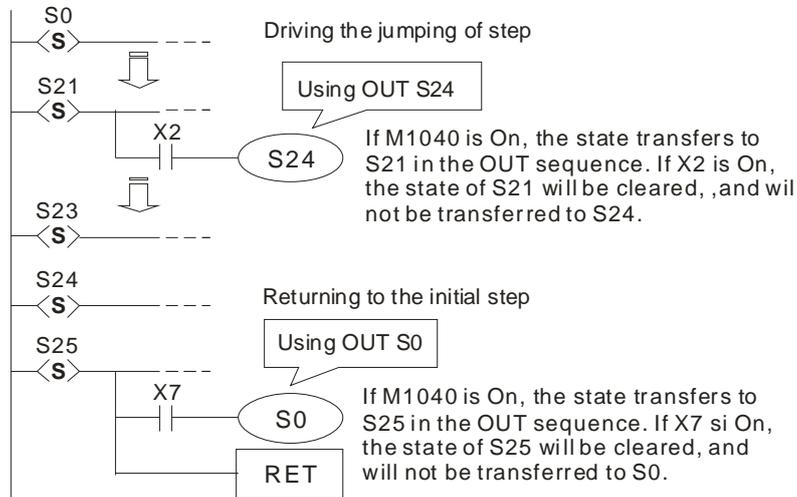 S0
S
Driving the jumping of step
S21
S
Using OUT S24
X2
S24
If M1040 is On, the state transfers to
S21 in the OUT sequence. If X2 is On,
the state of S21 will be cleared, ,and wil
not be transferred to S24.
S23
S
S24
S
Returning to the initial step
S25
S
Using OUT S0
X7
S0
If M1040 is On, the state transfers to
S25 in the OUT sequence. If X7 si On,
the state of S25 will be cleared, and
will not be transferred to S0.
RET